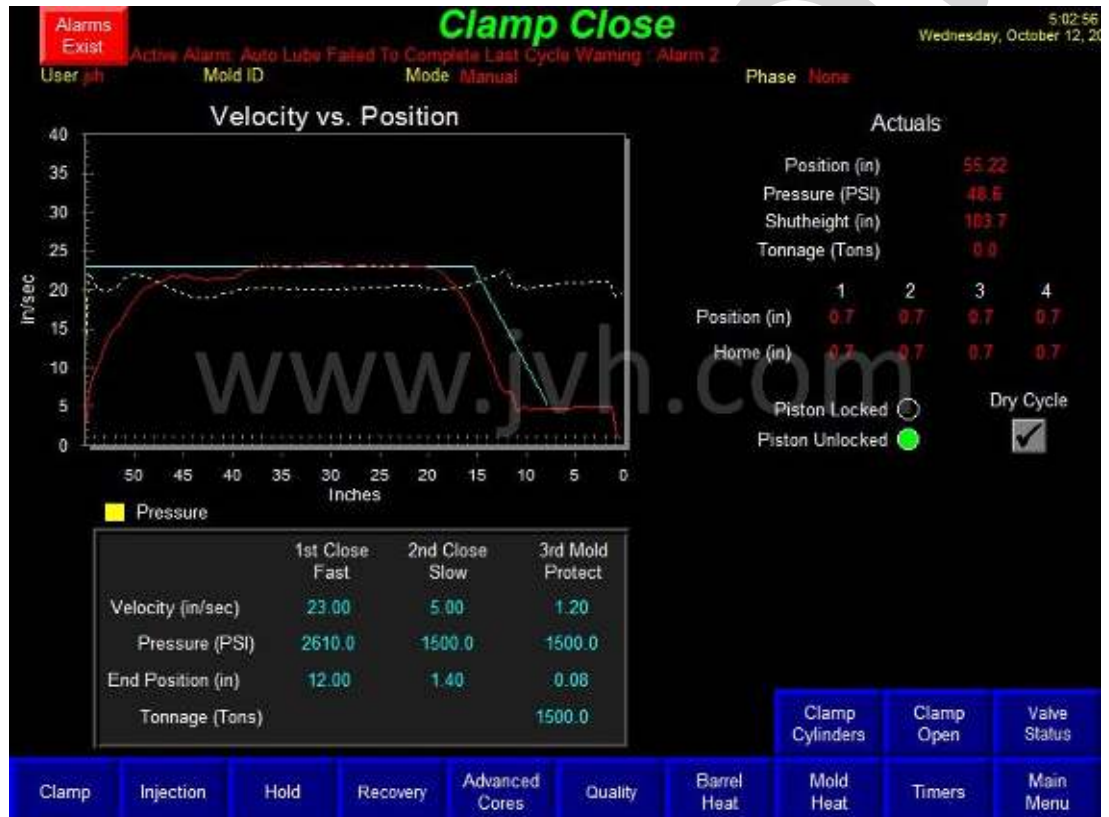 Alarms
Exist
Clamp Close
5:02:56
Wednesday, October 12, 20
Active Alarm: Auto Lube Failed To Complete Last Cycle Warning : Alarm 2
User jvh Mold ID Mode Manual Phase None
Velocity vs. Position
40
35
30
25
20
15
10
5
0
in/sec
50 45 40 35 30 25 20 15 10 5 0
Inches
Pressure
Actuals
Position (in) 55.22
Pressure (PSI) 48.6
Shutheight (in) 103.7
Tonnage (Tons) 0.0
1 2 3 4
Position (in) 0.7 0.7 0.7 0.7
Home (in) 0.7 0.7 0.7 0.7
Piston Locked
Piston Unlocked
Dry Cycle
www.jvh.com
1st Close Fast 2nd Close Slow 3rd Mold Protect
Velocity (in/sec) 23.00 5.00 1.20
Pressure (PSI) 2610.0 1500.0 1500.0
End Position (in) 12.00 1.40 0.08
Tonnage (Tons) 1500.0
Clamp Cylinders
Clamp Open
Valve Status
Clamp
Injection
Hold
Recovery
Advanced Cores
Quality
Barrel Heat
Mold Heat
Timers
Main Menu